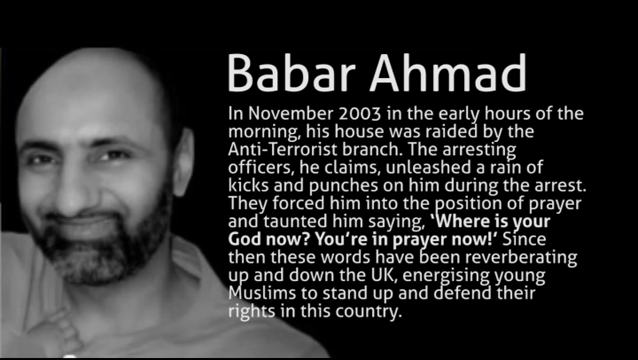 Babar Ahmad
In November 2003 in the early hours of the
morning, his house was raided by the
Anti-Terrorist branch. The arresting
officers, he claims, unleashed a rain of
kicks and punches on him during the arrest.
They forced him into the position of prayer
and taunted him saying, ‘Where is your
God now? You’re in prayer now!’ Since
then these words have been reverberating
up and down the UK, energising young
Muslims to stand up and defend their
rights in this country.